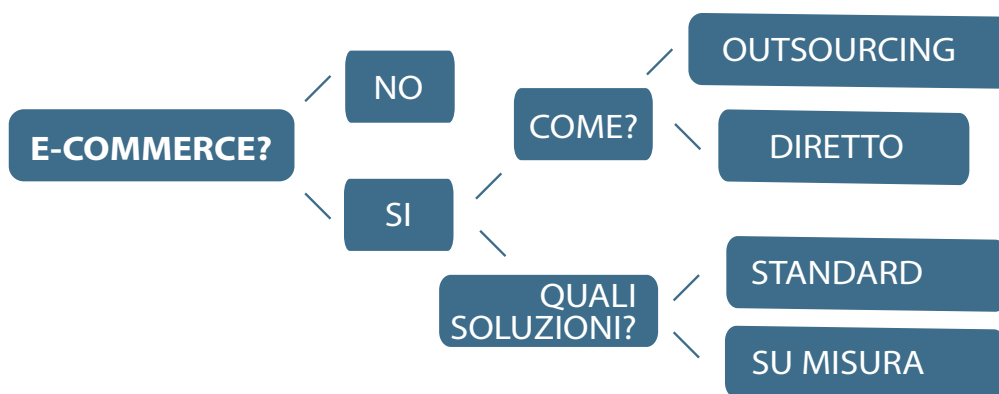 E-COMMERCE?
NO
SI
COME?
QUALI
SOLUZIONI?
OUTSOURCING
DIRETTO
STANDARD
SU MISURA